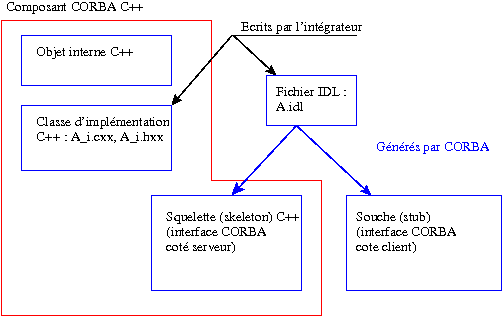 Composant CORBA C++
Ecrits par l'intégrateur
Objet interne C++
Fichier IDL :
A.idl
Classe d'implémentation
C++ : A_i.cxx, A_i.hxx
Générés par CORBA
Squelette (skeleton) C++
(interface CORBA
coté serveur)
Souche (stub)
(interface CORBA
cote client)